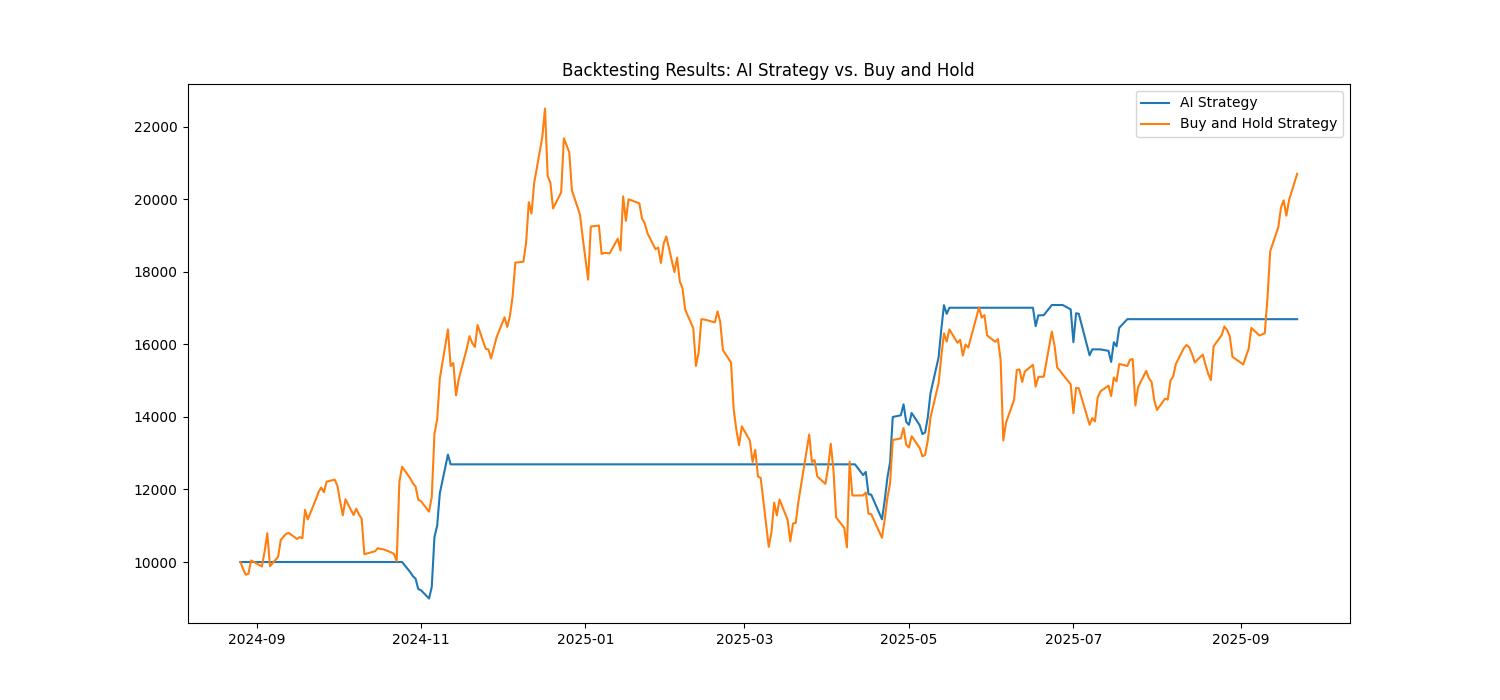 Backtesting Results: AI Strategy vs. Buy and Hold
AI Strategy
Buy and Hold Strategy
22000
20000
18000
16000
14000
12000
10000
2024-09 2024-11 2025-01 2025-03 2025-05 2025-07 2025-09